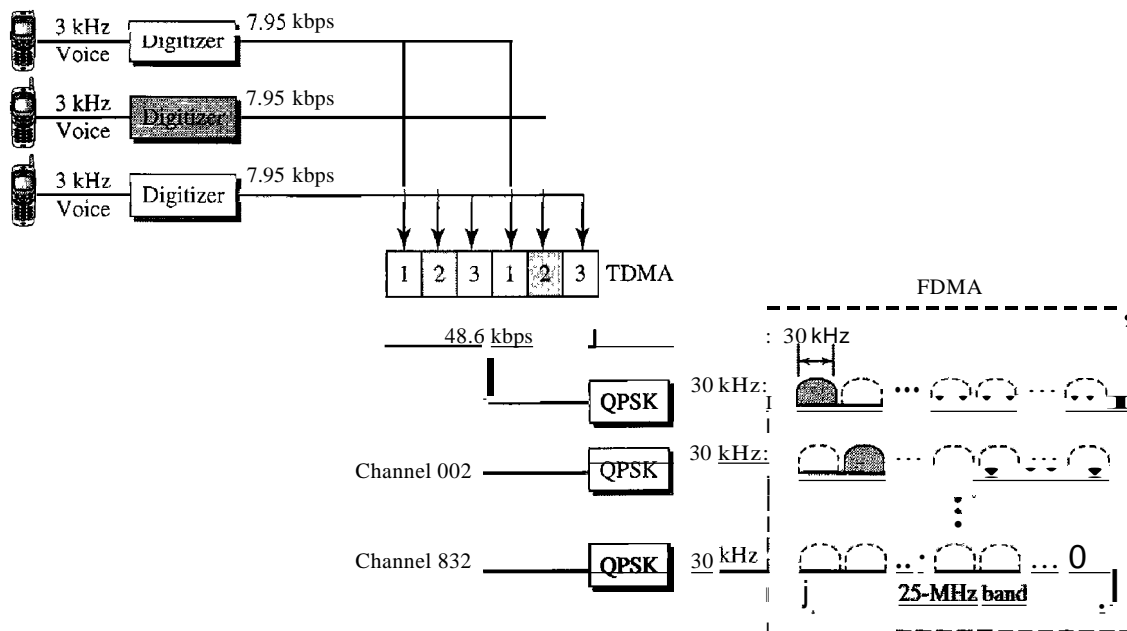 3 kHz
Voice
Digitizer
7.95 kbps
3 kHz
Voice
Digitizer
7.95 kbps
3 kHz
Voice
Digitizer
7.95 kbps
1 2 3 1 2 3 TDMA
FDMA
48.6 kbps
: 30 kHz
QPSK
30 kHz:
Channel 002
QPSK
30 kHz:
Channel 832
QPSK
30 kHz
0
25-MHz band